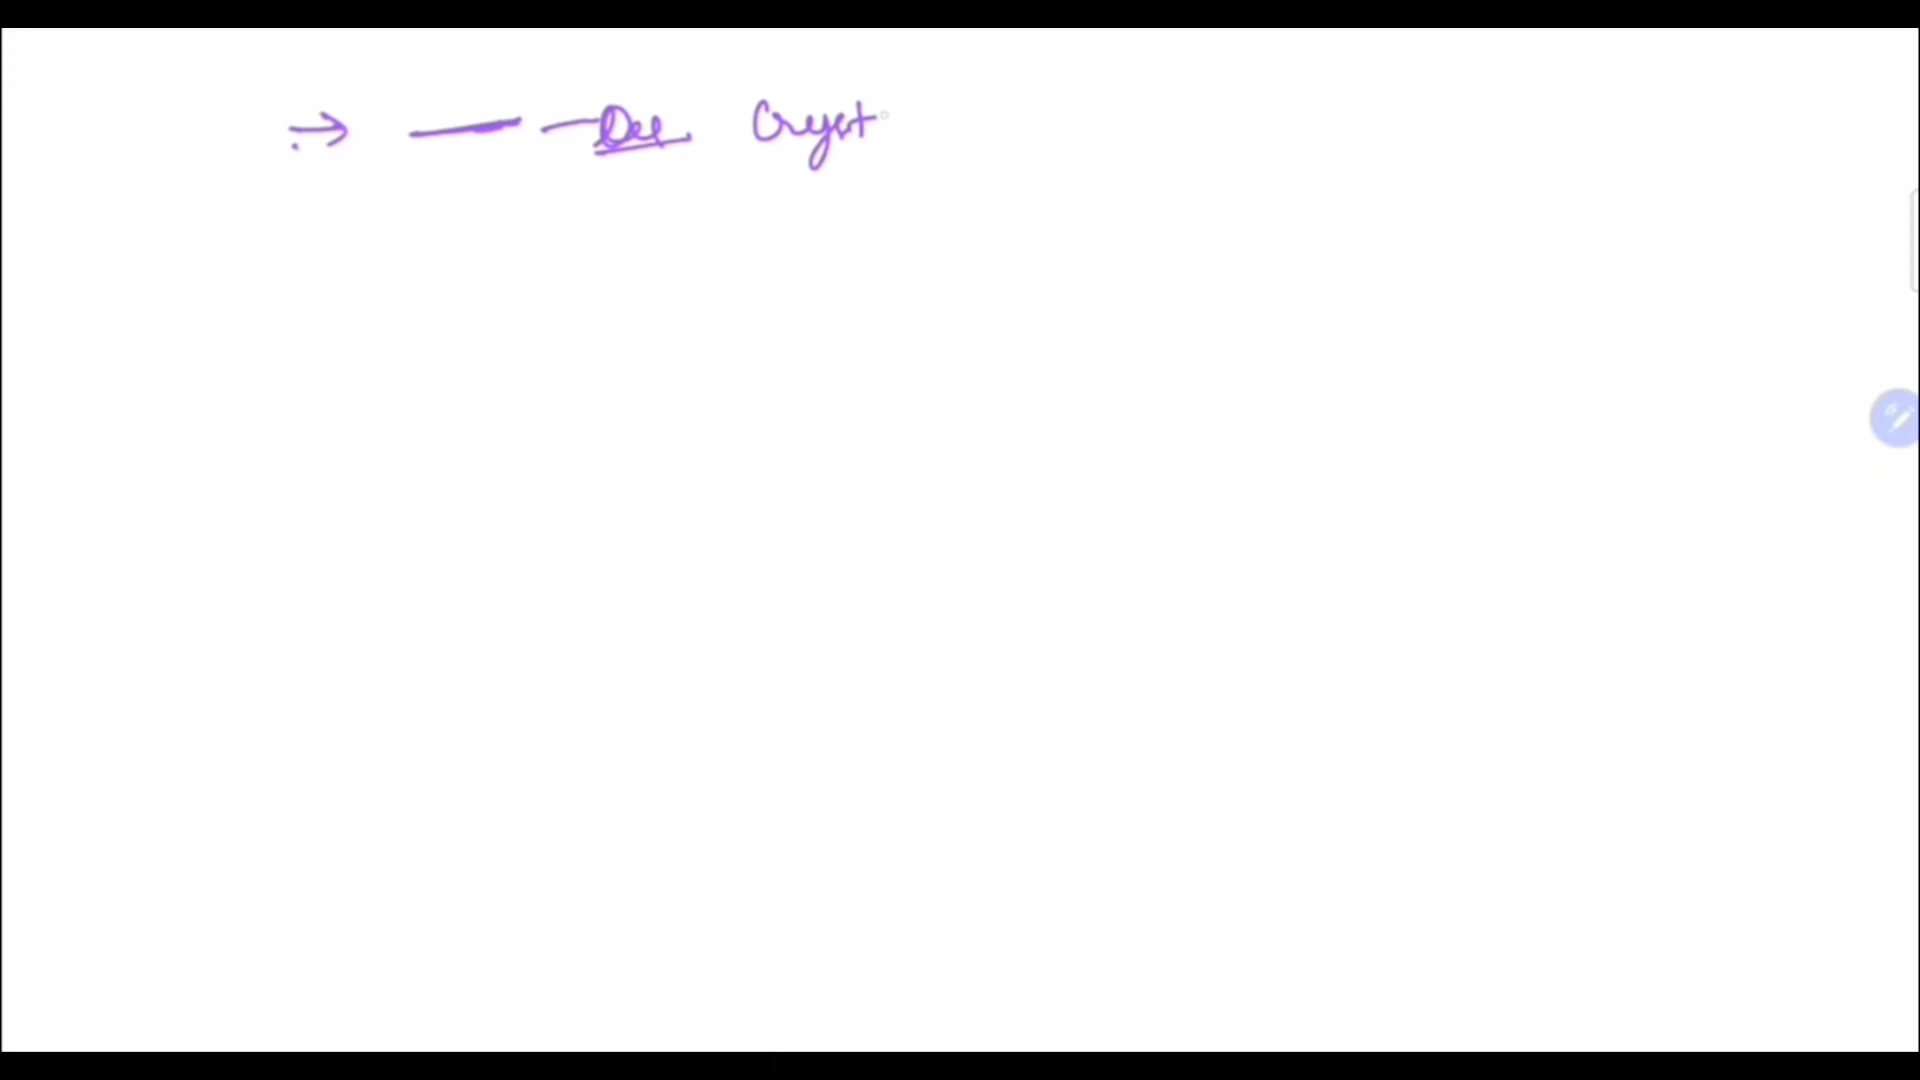 → — — Del Cryst